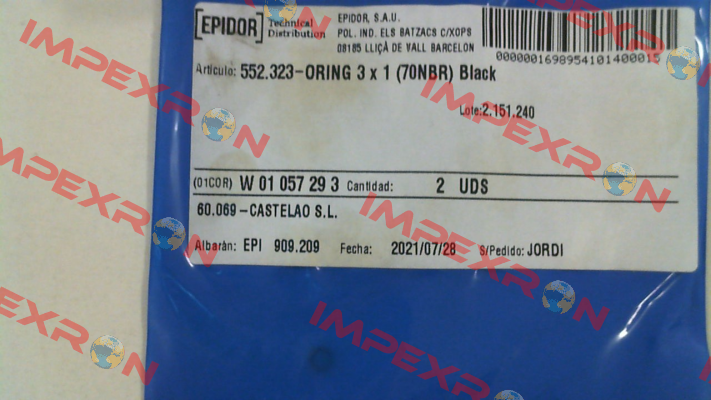 [EPIDOR] Technical Distribution
EPIDOR, S.A.U.
POL. IND. ELS BATZACS C/XOPS
08185 LLIÇÀ DE VALL BARCELON
0000001698954101400015
Artículo: 552.323-ORING 3 x 1 (70NBR) Black
Lote: 2.151.240
(01COR) W 01 057 29 3 Cantidad: 2 UDS
60.069-CASTELAO S.L.
Albarán: EPI 909.209 Fecha: 2021/07/28 S/Pedido: JORDI
IMPEXRON
IMPEXRON
IMPEXRON
IMPEXRON
IMPEXRON
IMPEXRON